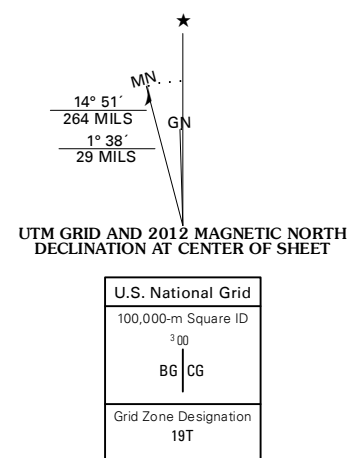 ★
MN
14° 51´
264 MILS
GN
1° 38´
29 MILS
UTM GRID AND 2012 MAGNETIC NORTH
DECLINATION AT CENTER OF SHEET
U.S. National Grid
100,000-m Square ID
³00
BG CG
Grid Zone Designation
19T